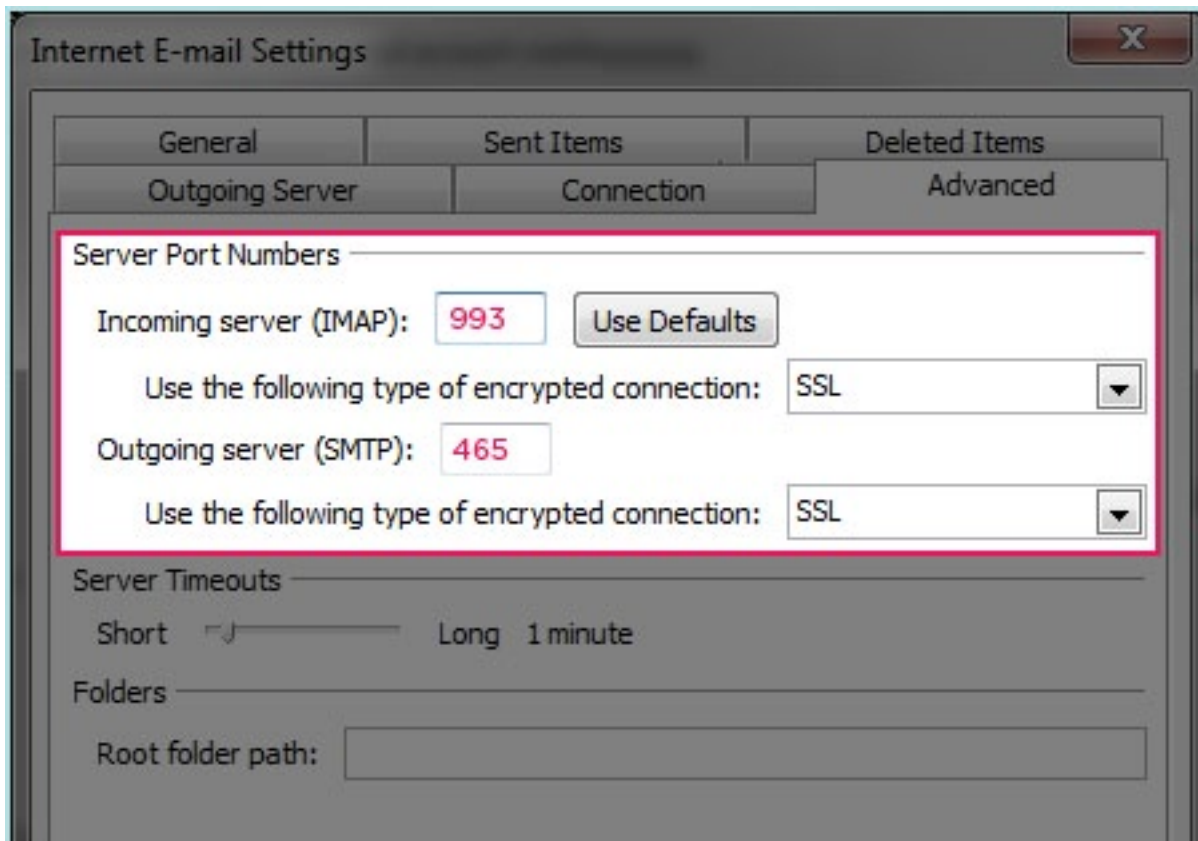 Internet E-mail Settings
General Sent Items Deleted Items
Outgoing Server Connection Advanced
Server Port Numbers
Incoming server (IMAP): 993 Use Defaults
Use the following type of encrypted connection: SSL
Outgoing server (SMTP): 465
Use the following type of encrypted connection: SSL
Server Timeouts
Short Long 1 minute
Folders
Root folder path: